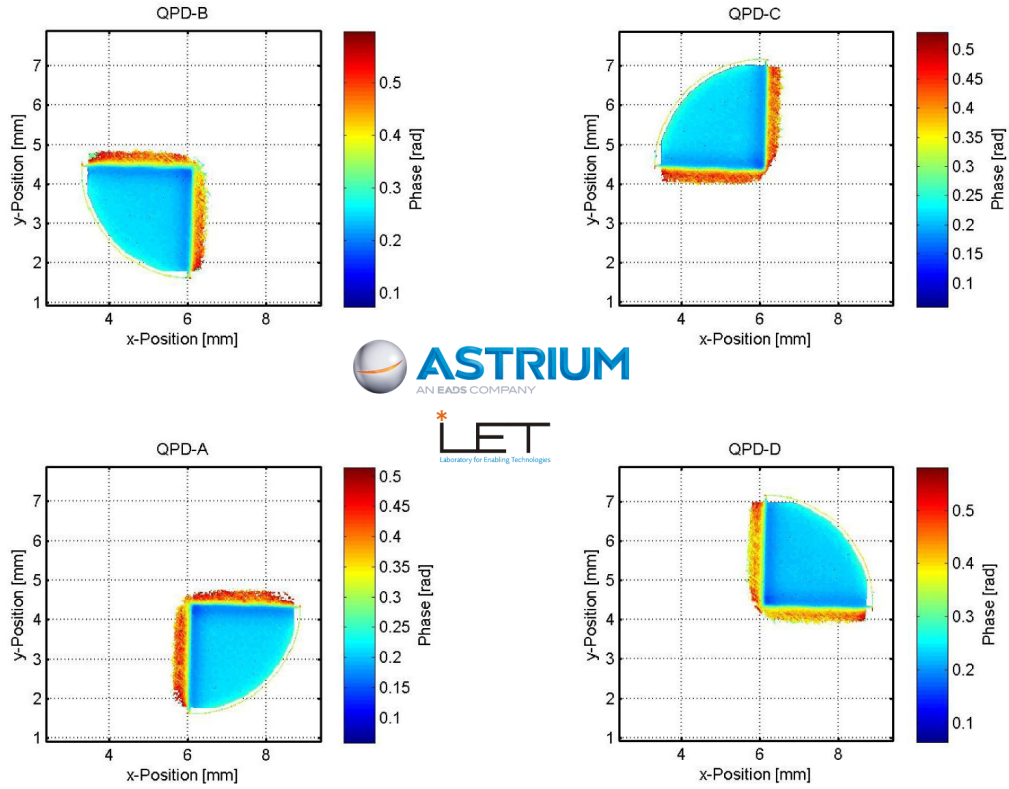 QPD-B
7
6
5
4
3
2
1
y-Position [mm]
4 6 8
x-Position [mm]
0.5
0.4
0.3
0.2
0.1
Phase [rad]
QPD-C
7
6
5
4
3
2
1
y-Position [mm]
4 6 8
x-Position [mm]
0.5
0.45
0.4
0.35
0.3
0.25
0.2
0.15
0.1
Phase [rad]
ASTRIUM
AN EADS COMPANY
*LET
Laboratory for Enabling Technologies
QPD-A
7
6
5
4
3
2
1
y-Position [mm]
4 6 8
x-Position [mm]
0.5
0.45
0.4
0.35
0.3
0.25
0.2
0.15
0.1
Phase [rad]
QPD-D
7
6
5
4
3
2
1
y-Position [mm]
4 6 8
x-Position [mm]
0.5
0.4
0.3
0.2
0.1
Phase [rad]